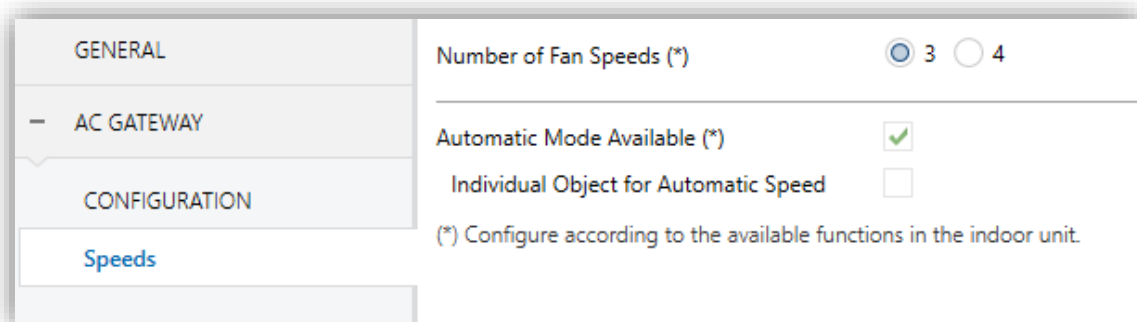 GENERAL
− AC GATEWAY
CONFIGURATION
Speeds
Number of Fan Speeds (*) 3 4
Automatic Mode Available (*)
Individual Object for Automatic Speed
(*) Configure according to the available functions in the indoor unit.